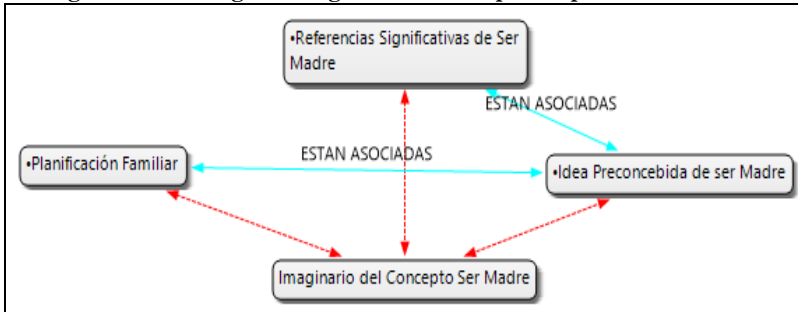 •Referencias Significativas de Ser
Madre
ESTAN ASOCIADAS
ESTAN ASOCIADAS
•Planificación Familiar
•Idea Preconcebida de ser Madre
Imaginario del Concepto Ser Madre